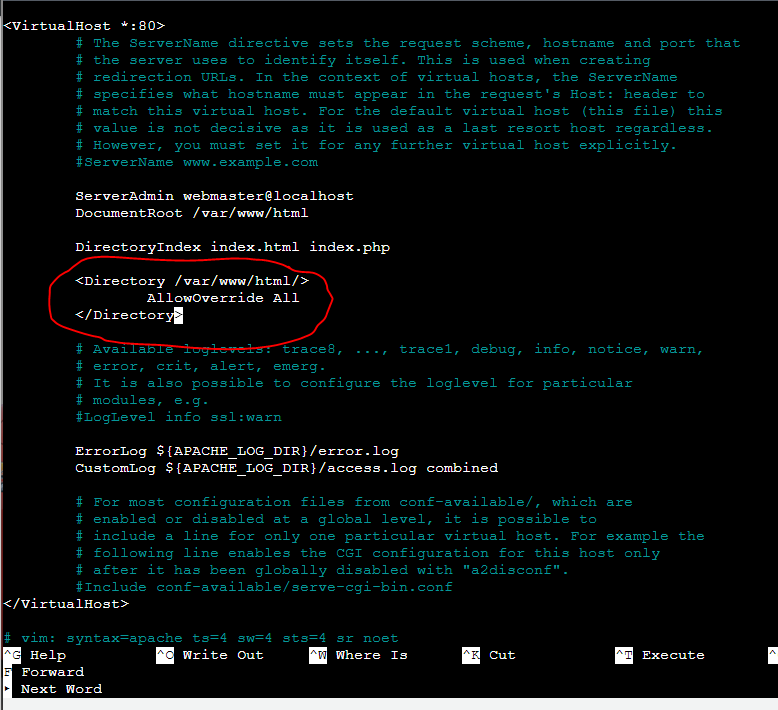 <VirtualHost *:80>
# The ServerName directive sets the request scheme, hostname and port that
# the server uses to identify itself. This is used when creating
# redirection URLs. In the context of virtual hosts, the ServerName
# specifies what hostname must appear in the request's Host: header to
# match this virtual host. For the default virtual host (this file) this
# value is not decisive as it is used as a last resort host regardless.
# However, you must set it for any further virtual host explicitly.
#ServerName www.example.com
ServerAdmin webmaster@localhost
DocumentRoot /var/www/html
DirectoryIndex index.html index.php
<Directory /var/www/html/>
AllowOverride All
</Directory>
# Available loglevels: trace8, ..., trace1, debug, info, notice, warn,
# error, crit, alert, emerg.
# It is also possible to configure the loglevel for particular
# modules, e.g.
#LogLevel info ssl:warn
ErrorLog ${APACHE_LOG_DIR}/error.log
CustomLog ${APACHE_LOG_DIR}/access.log combined
# For most configuration files from conf-available/, which are
# enabled or disabled at a global level, it is possible to
# include a line for only one particular virtual host. For example the
# following line enables the CGI configuration for this host only
# after it has been globally disabled with "a2disconf".
#Include conf-available/serve-cgi-bin.conf
</VirtualHost>
# vim: syntax=apache ts=4 sw=4 sts=4 sr noet
^G Help ^O Write Out ^W Where Is ^K Cut ^T Execute ^
F Forward
▸ Next Word